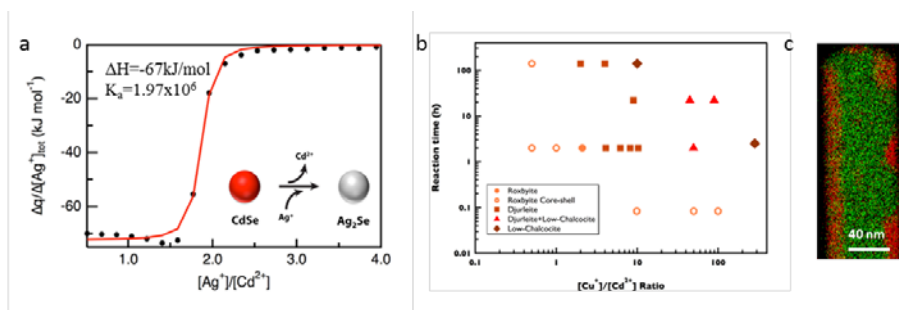 a
ΔH=-67kJ/mol
Kₐ=1.97x10⁶
Δq/Δ[Ag⁺]tot (kJ mol⁻¹)
0
-20
-40
-60
1.0 2.0 3.0 4.0
[Ag⁺]/[Cd²⁺]
Cd²⁺
Ag⁺
CdSe
Ag₂Se
b
Reaction time (h)
100
10
1
0.1
0.01
0.1 1 10 100
[Cu⁺]/[Cd²⁺] Ratio
Roxbyite
Roxbyite Core-shell
Djurleite
Djurleite+Low-Chalcocite
Low-Chalcocite
c
40 nm